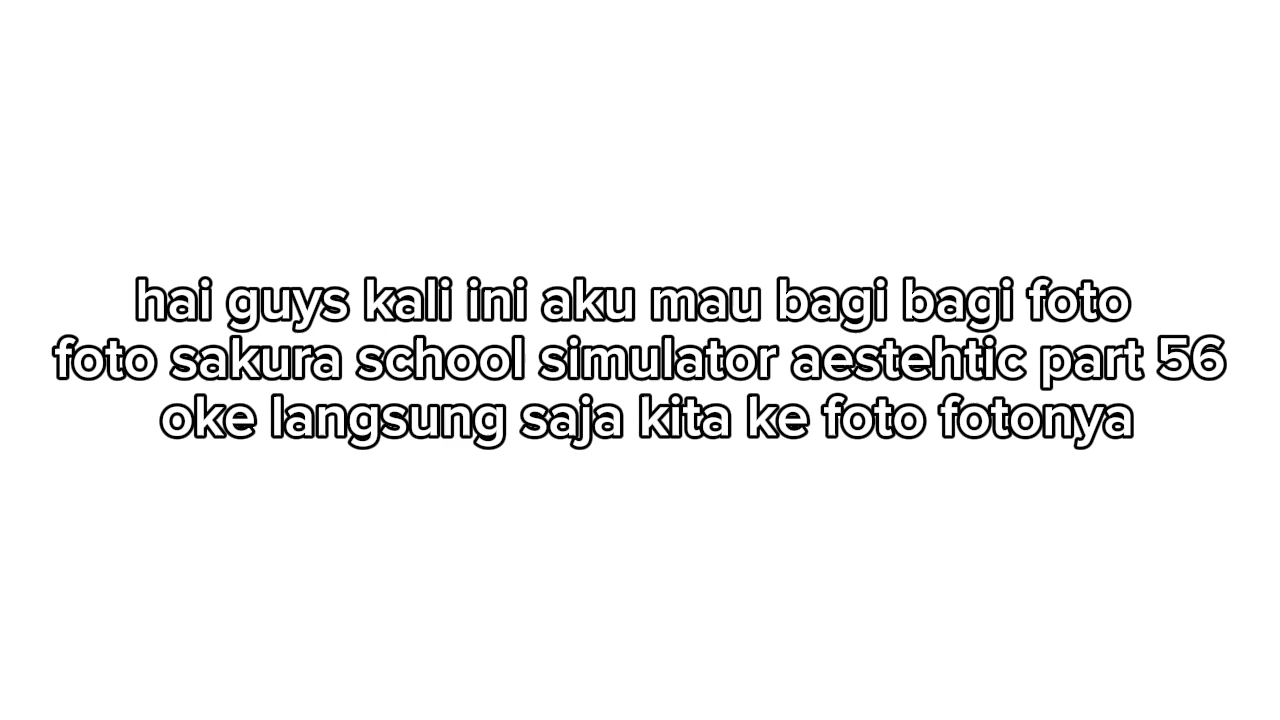 hai guys kali ini aku mau bagi bagi foto
foto sakura school simulator aestehtic part 56
oke langsung saja kita ke foto fotonya